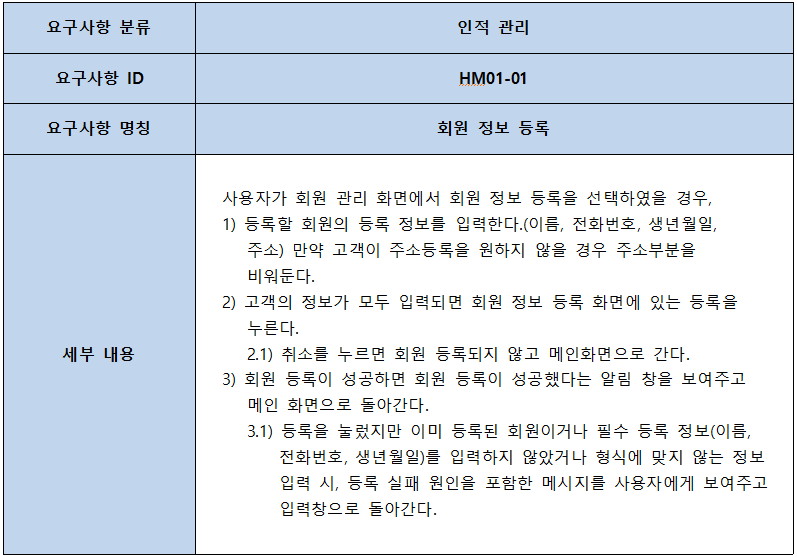 요구사항 분류 인적 관리
요구사항 ID HM01-01
요구사항 명칭 회원 정보 등록
세부 내용
사용자가 회원 관리 화면에서 회원 정보 등록을 선택하였을 경우,
1) 등록할 회원의 등록 정보를 입력한다.(이름, 전화번호, 생년월일,
주소) 만약 고객이 주소등록을 원하지 않을 경우 주소부분을
비워둔다.
2) 고객의 정보가 모두 입력되면 회원 정보 등록 화면에 있는 등록을
누른다.
2.1) 취소를 누르면 회원 등록되지 않고 메인화면으로 간다.
3) 회원 등록이 성공하면 회원 등록이 성공했다는 알림 창을 보여주고
메인 화면으로 돌아간다.
3.1) 등록을 눌렀지만 이미 등록된 회원이거나 필수 등록 정보(이름,
전화번호, 생년월일)를 입력하지 않았거나 형식에 맞지 않는 정보
입력 시, 등록 실패 원인을 포함한 메시지를 사용자에게 보여주고
입력창으로 돌아간다.